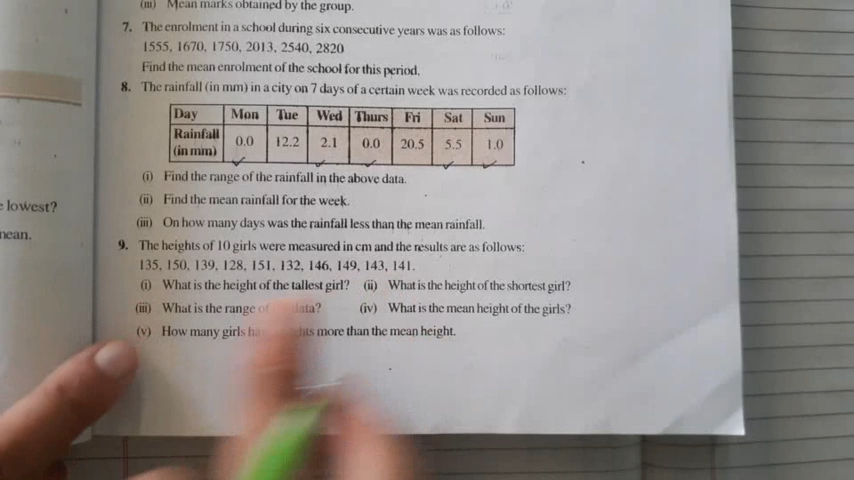 (iii) Mean marks obtained by the group.
7. The enrolment in a school during six consecutive years was as follows:
1555, 1670, 1750, 2013, 2540, 2820
Find the mean enrolment of the school for this period.
8. The rainfall (in mm) in a city on 7 days of a certain week was recorded as follows:
Day Mon Tue Wed Thurs Fri Sat Sun
Rainfall (in mm) 0.0 12.2 2.1 0.0 20.5 5.5 1.0
(i) Find the range of the rainfall in the above data.
(ii) Find the mean rainfall for the week.
(iii) On how many days was the rainfall less than the mean rainfall.
9. The heights of 10 girls were measured in cm and the results are as follows:
135, 150, 139, 128, 151, 132, 146, 149, 143, 141.
(i) What is the height of the tallest girl? (ii) What is the height of the shortest girl?
(iii) What is the range of data? (iv) What is the mean height of the girls?
(v) How many girls more than the mean height.
lowest?